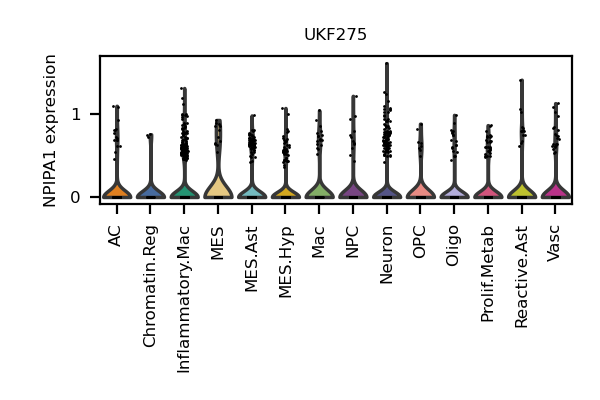 UKF275
NPIPA1 expression
1
0
AC
Chromatin.Reg
Inflammatory.Mac
MES
MES.Ast
MES.Hyp
Mac
NPC
Neuron
OPC
Oligo
Prolif.Metab
Reactive.Ast
Vasc